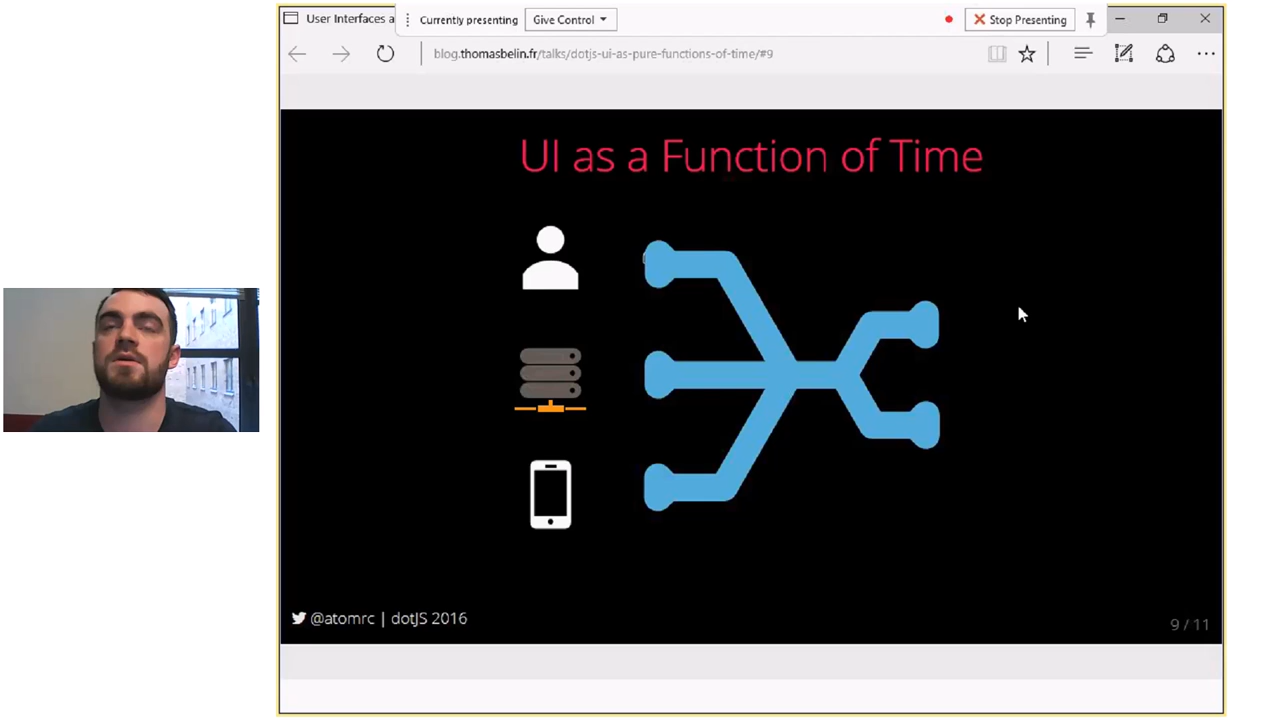 User Interfaces a
Currently presenting
Give Control
Stop Presenting
blog.thomasbelin.fr/talks/dotjs-ui-as-pure-functions-of-time/#9
UI as a Function of Time
@atomrc | dotJS 2016
9 / 11